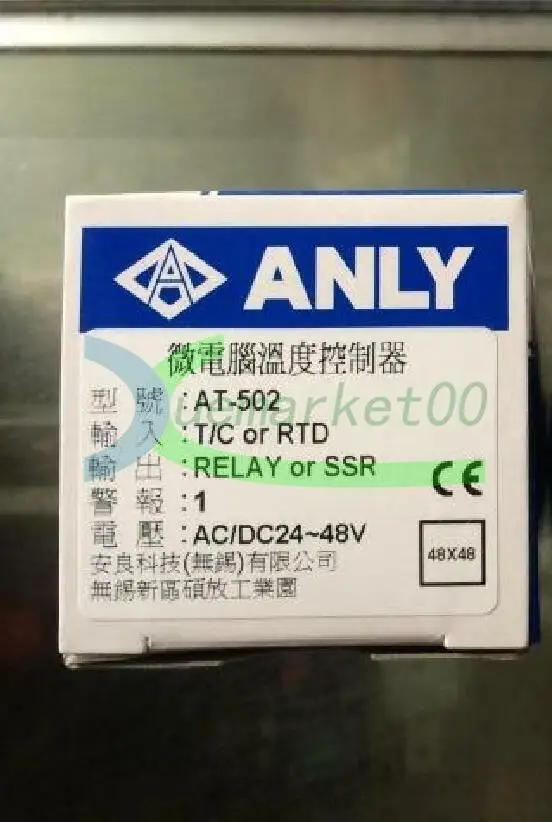 ANLY
微電腦溫度控制器
型號:AT-502
輸入:T/C or RTD
輸出:RELAY or SSR
CE
警報:1
電壓:AC/DC24~48V
48X48
安良科技(無錫)有限公司
無錫新區碩放工業園
market00